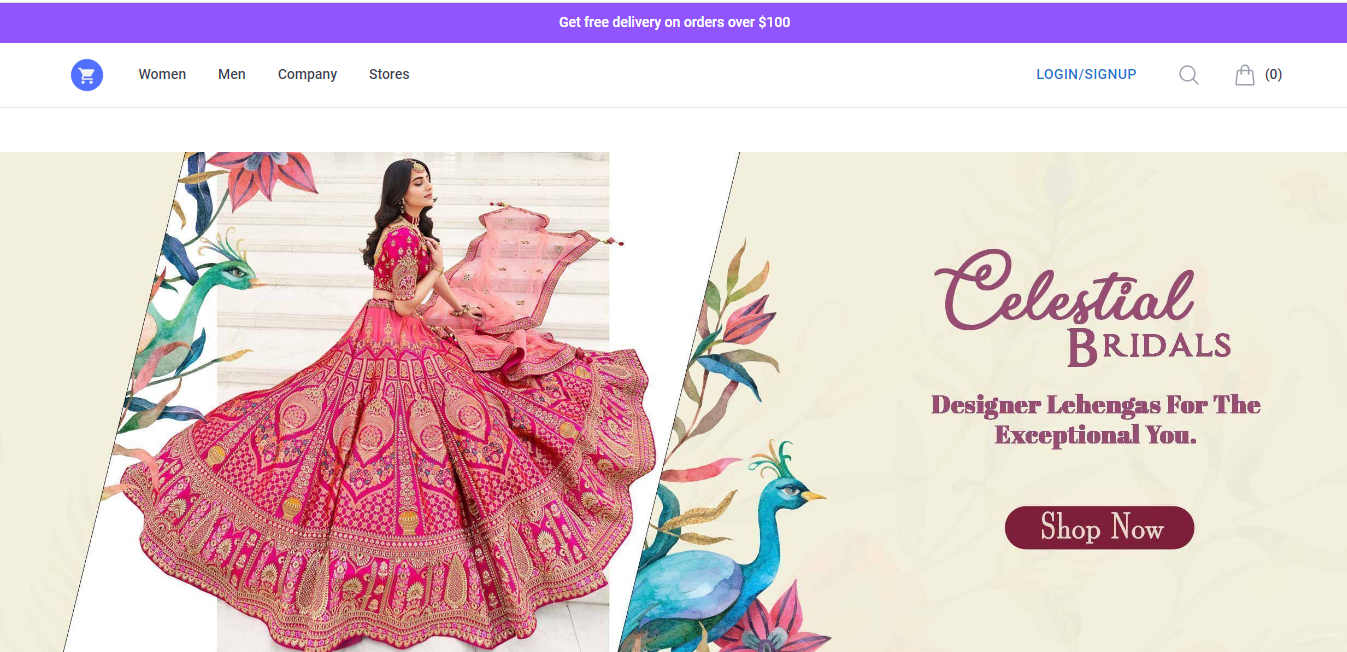 Get free delivery on orders over $100
Women Men Company Stores LOGIN/SIGNUP (0)
Celestial
BRIDALS
Designer Lehengas For The
Exceptional You.
Shop Now